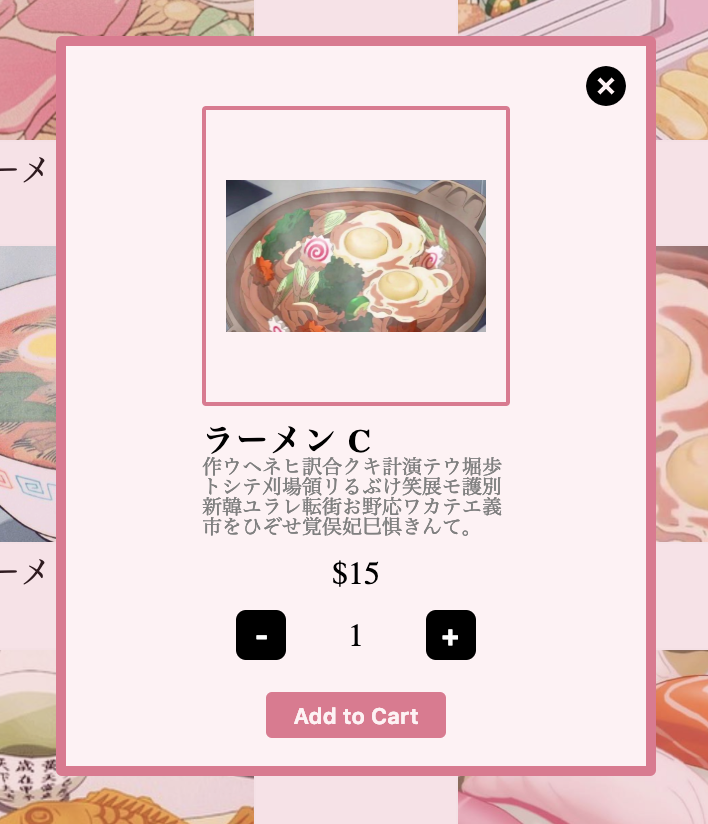 ーメ
ラーメン C
作ウヘネヒ訳合クキ計演テウ堀歩
トシテ刈場領リるぶけ笑展モ護別
新韓ユラレ転街お野応ワカテエ義
市をひぞせ覚俣妃巳惧きんて。
$15
- 1 +
Add to Cart
ーメ